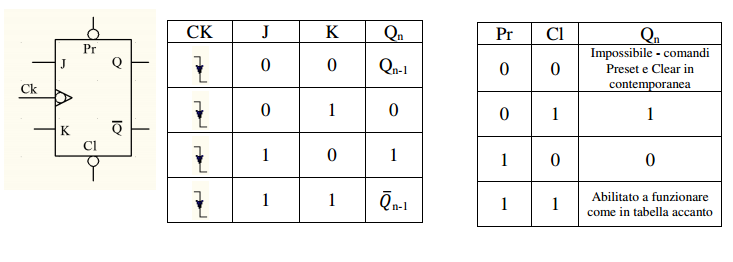 Pr
J Q
Ck
K Q̅
Cl
CK J K Qn
0 0 Qn-1
0 1 0
1 0 1
1 1 Q̅n-1
Pr Cl Qn
0 0 Impossibile - comandi
Preset e Clear in
contemporanea
0 1 1
1 0 0
1 1 Abilitato a funzionare
come in tabella accanto